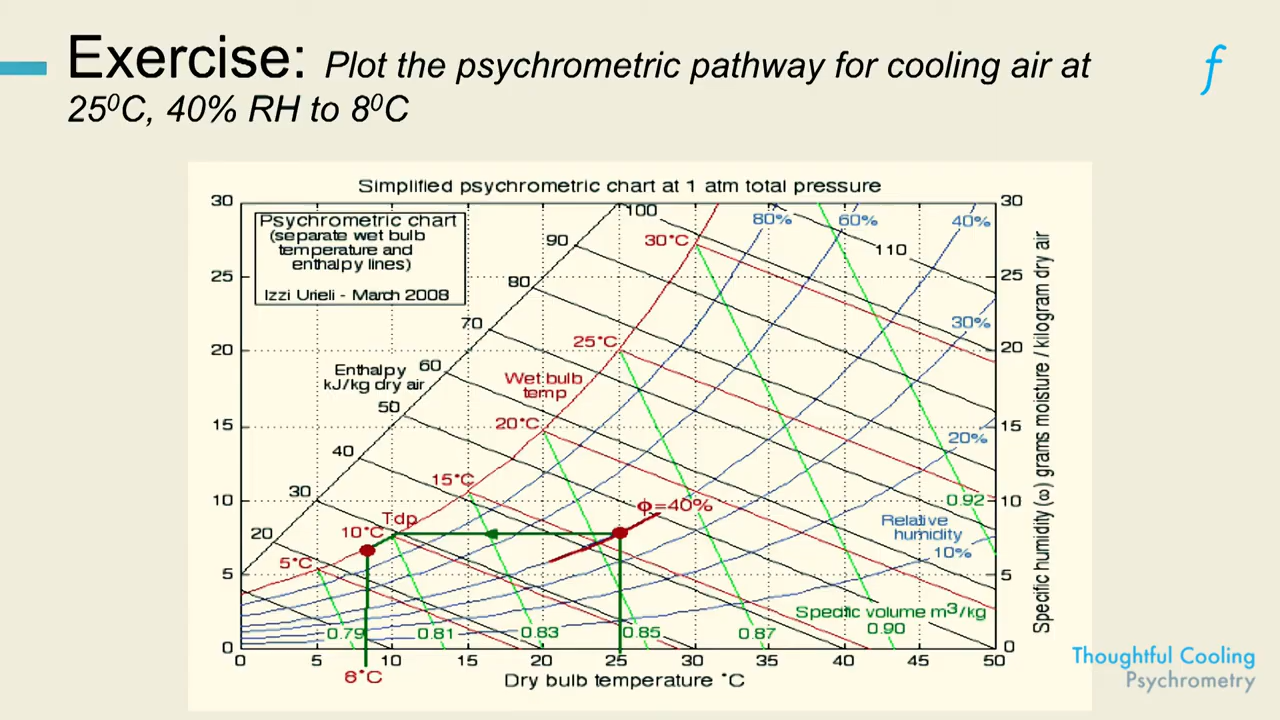 Exercise: Plot the psychrometric pathway for cooling air at
25⁰C, 40% RH to 8⁰C
f
Simplified psychrometric chart at 1 atm total pressure
Psychrometric chart
(separate wet bulb
temperature and
enthalpy lines)
Izzi Urieli - March 2008
30
25
20
15
10
5
0
Enthalpy
kJ/kg dry air
20
30
40
50
60
70
80
90
100
110
Wet bulb
temp
5°C
10°C
15°C
20°C
25°C
30°C
Tdp
ϕ=40%
80%
60%
40%
30%
20%
10%
Relative
humidity
Specific volume m³/kg
0.79
0.81
0.83
0.85
0.87
0.90
0.92
30
25
20
15
10
5
0
Specific humidity (ω) grams moisture / kilogram dry air
0 5 10 15 20 25 30 35 40 45 50
8°C
Dry bulb temperature °C
Thoughtful Cooling
Psychrometry